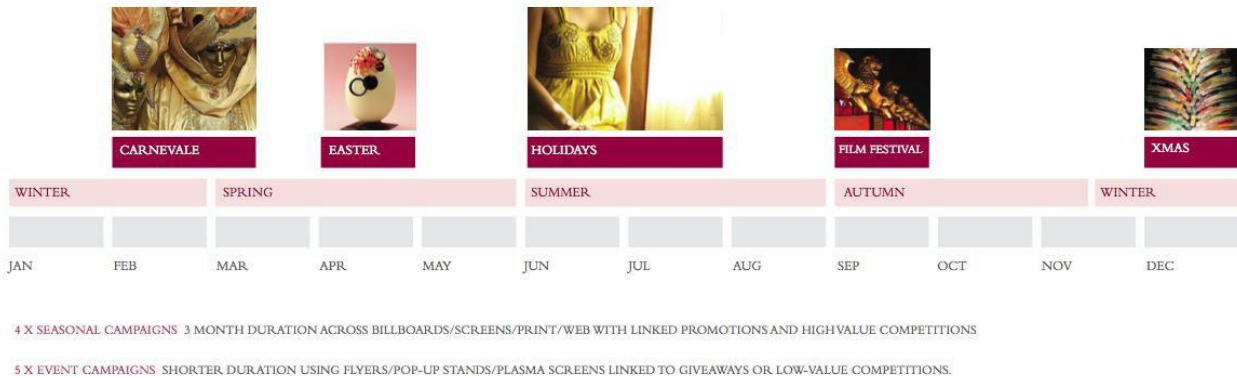 CARNEVALE EASTER HOLIDAYS FILM FESTIVAL XMAS
WINTER SPRING SUMMER AUTUMN WINTER
JAN FEB MAR APR MAY JUN JUL AUG SEP OCT NOV DEC
4 X SEASONAL CAMPAIGNS 3 MONTH DURATION ACROSS BILLBOARDS/SCREENS/PRINT/WEB WITH LINKED PROMOTIONS AND HIGH VALUE COMPETITIONS
5 X EVENT CAMPAIGNS SHORTER DURATION USING FLYERS/POP-UP STANDS/PLASMA SCREENS LINKED TO GIVEAWAYS OR LOW-VALUE COMPETITIONS.